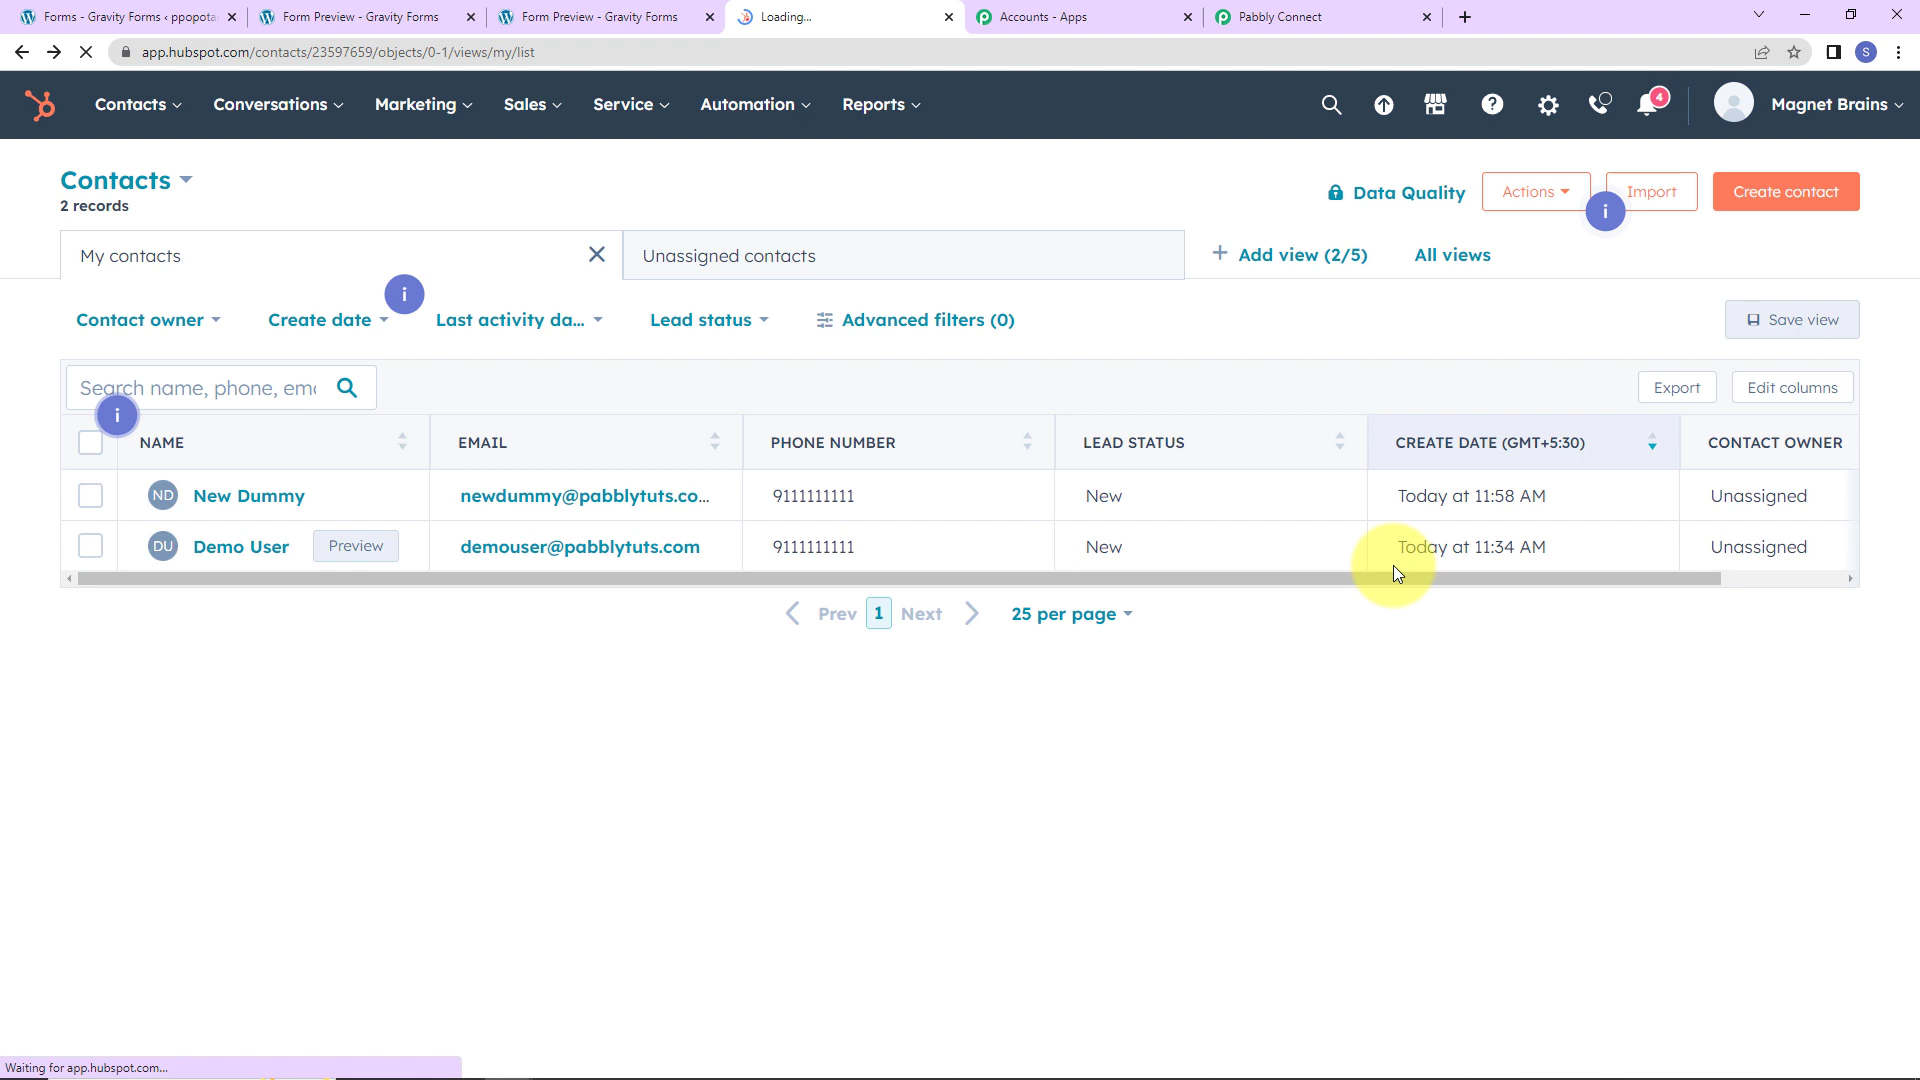 Forms - Gravity Forms ‹ ppopota
Form Preview - Gravity Forms
Form Preview - Gravity Forms
Loading...
Accounts - Apps
Pabbly Connect
app.hubspot.com/contacts/23597659/objects/0-1/views/my/list
S
Contacts
Conversations
Marketing
Sales
Service
Automation
Reports
4
Magnet Brains
Contacts
2 records
Data Quality
Actions
Import
Create contact
i
My contacts
Unassigned contacts
+ Add view (2/5)
All views
i
Contact owner
Create date
Last activity da...
Lead status
Advanced filters (0)
Save view
Search name, phone, ema
Export
Edit columns
i
NAME
EMAIL
PHONE NUMBER
LEAD STATUS
CREATE DATE (GMT+5:30)
CONTACT OWNER
ND New Dummy
newdummy@pabblytuts.co...
9111111111
New
Today at 11:58 AM
Unassigned
DU Demo User
Preview
demouser@pabblytuts.com
9111111111
New
Today at 11:34 AM
Unassigned
Prev
1
Next
25 per page
Waiting for app.hubspot.com...